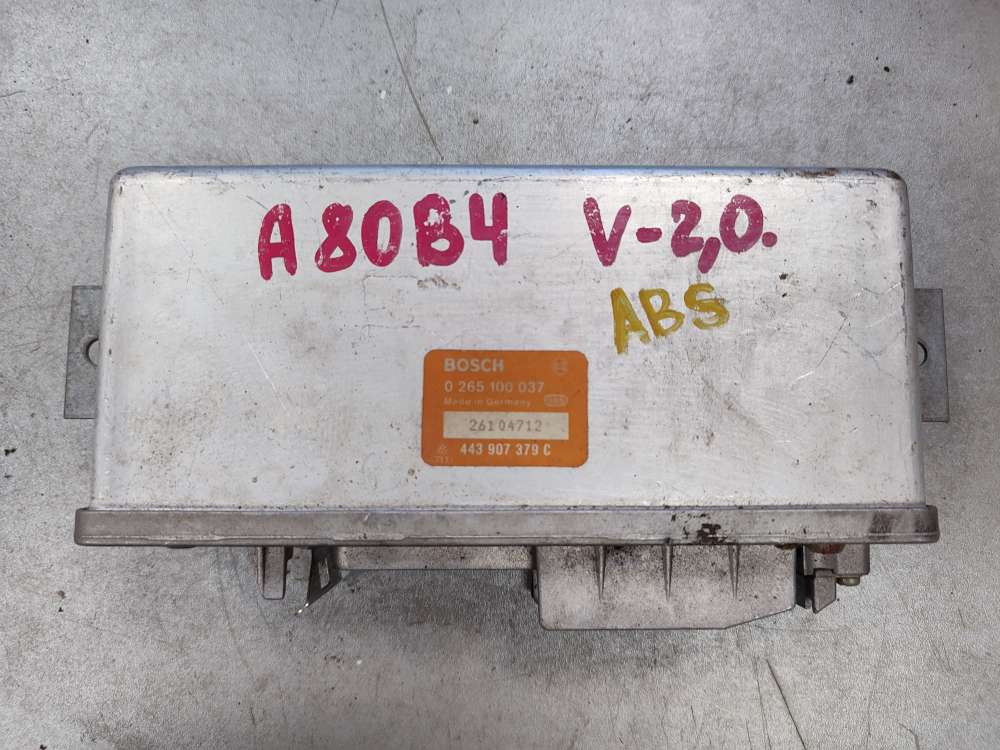 A80B4 V-2,0.
ABS
BOSCH
0 265 100 037
Made in Germany
26104712
443 907 379 C